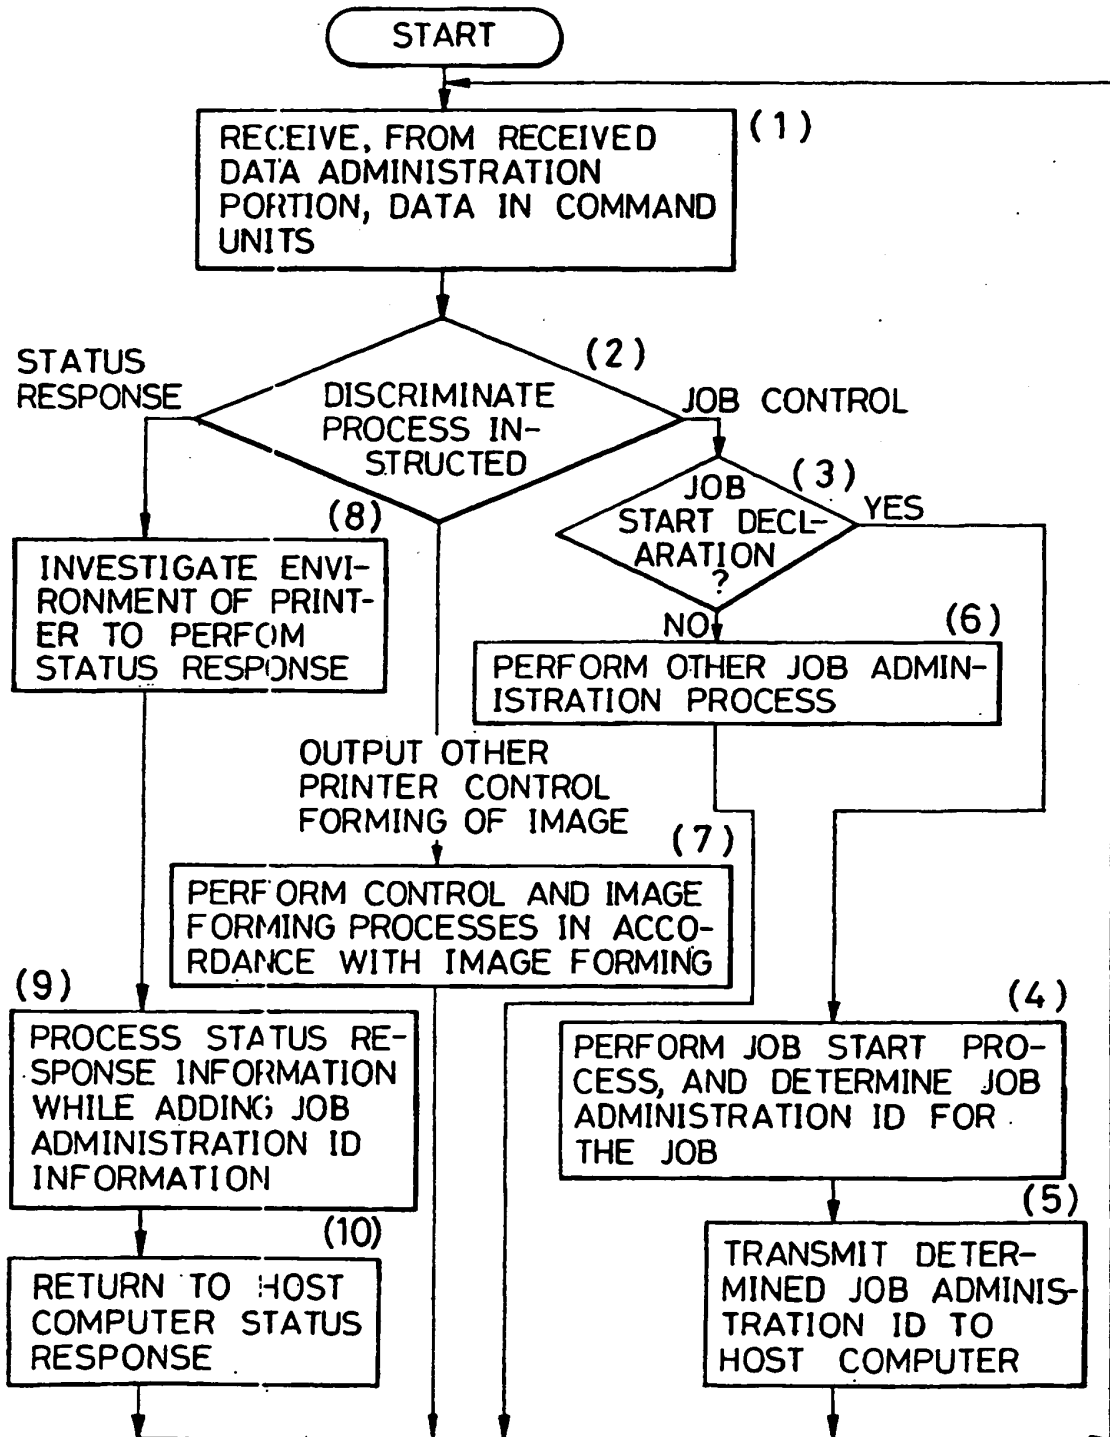 START
(1)
RECEIVE, FROM RECEIVED
DATA ADMINISTRATION
PORTION, DATA IN COMMAND
UNITS
(2)
STATUS
RESPONSE
DISCRIMINATE
PROCESS IN-
STRUCTED
JOB CONTROL
(3)
JOB
START DECL-
ARATION
?
YES
NO
(8)
INVESTIGATE ENVI-
RONMENT OF PRINT-
ER TO PERFOM
STATUS RESPONSE
(6)
PERFORM OTHER JOB ADMIN-
ISTRATION PROCESS
OUTPUT OTHER
PRINTER CONTROL
FORMING OF IMAGE
(7)
PERFORM CONTROL AND IMAGE
FORMING PROCESSES IN ACCO-
RDANCE WITH IMAGE FORMING
(9)
PROCESS STATUS RE-
SPONSE INFORMATION
WHILE ADDING JOB
ADMINISTRATION ID
INFORMATION
(4)
PERFORM JOB START PRO-
CESS, AND DETERMINE JOB
ADMINISTRATION ID FOR
THE JOB
(10)
RETURN TO HOST
COMPUTER STATUS
RESPONSE
(5)
TRANSMIT DETER-
MINED JOB ADMINIS-
TRATION ID TO
HOST COMPUTER